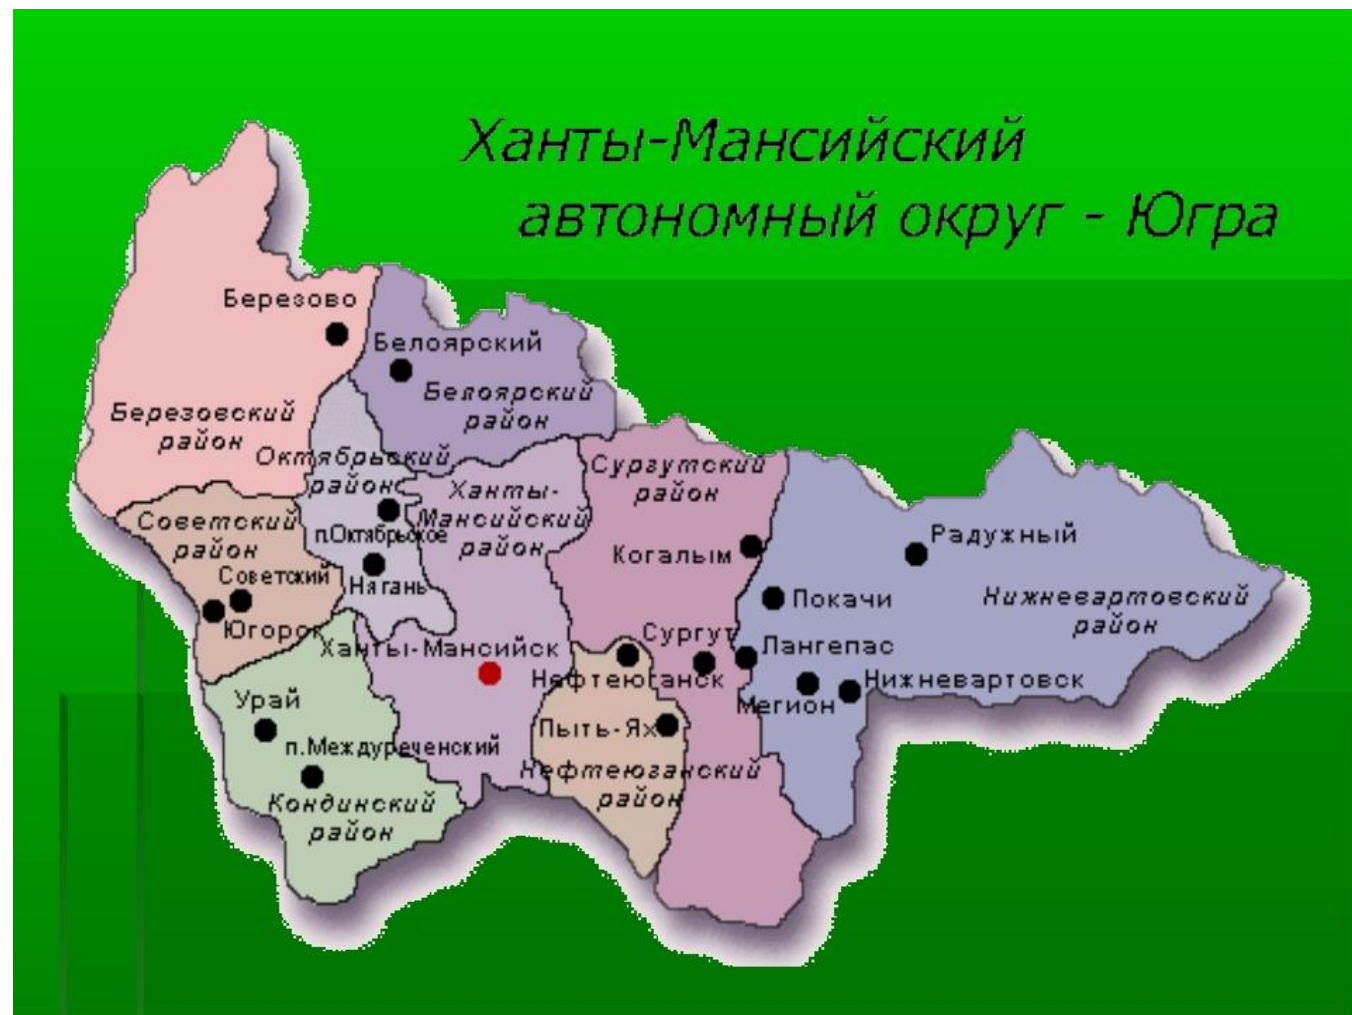 Ханты-Мансийский
автономный округ - Югра
Березово
Белоярский
Белоярский
район
Березовский
район
Октябрьский
район
Сургутский
район
Ханты-
Мансийский
район
Советский
район
п.Октябрьское
Когалым
Радужный
Советский
Нягань
Покачи
Нижневартовский
район
Югорск
Ханты-Мансийск
Сургут
Лангепас
Нефтеюганск
Нижневартовск
Мегион
Урай
Пыть-Ях
п.Междуреченский
Нефтеюганский
район
Кондинский
район